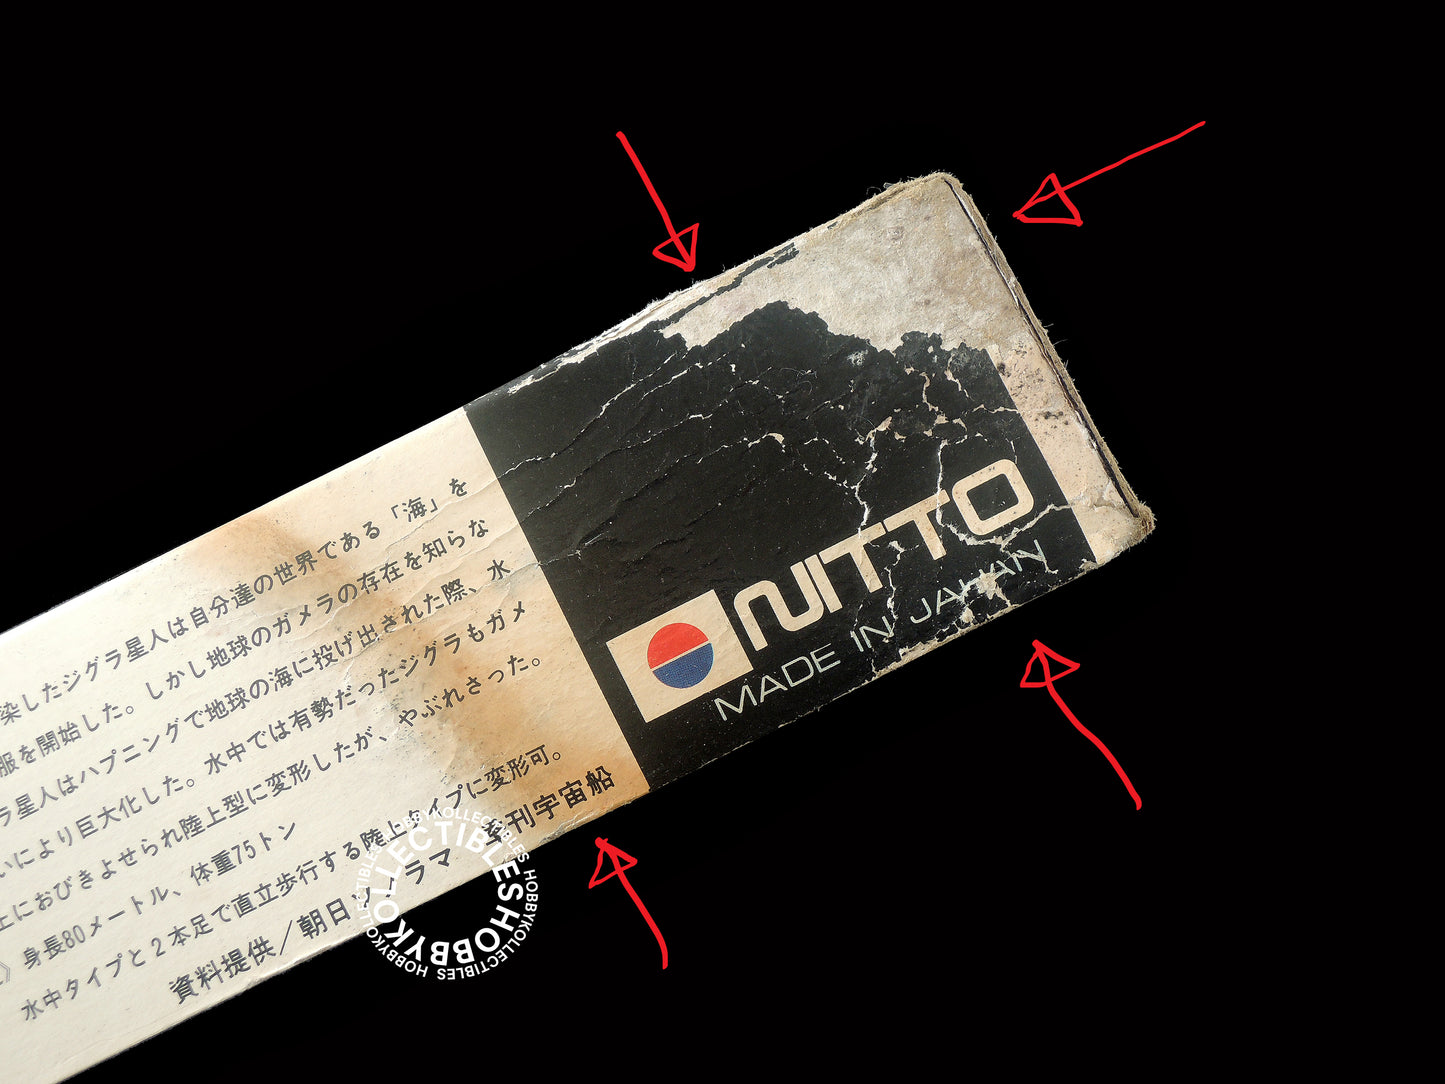 染したジグラ星人は自分達の世界である「海」を
服を開始した。しかし地球のガメラの存在を知らな
ラ星人はハプニングで地球の海に投げ出された際、水
いにより巨大化した。水中では有勢だったジグラもガメ
上におびきよせられ陸上型に変形したが、やぶれさった。
》身長80メートル、体重75トン
水中タイプと2本足で直立歩行する陸上タイプに変形可。
資料提供／朝日 ラマ 刊宇宙船
NITTO
MADE IN JAPAN
KOLLECTIBLESHOBBY
HOBBYKOLLECTIBLES HOBBYKOLLECTIBLES HOBBYKOLLECTIBLES